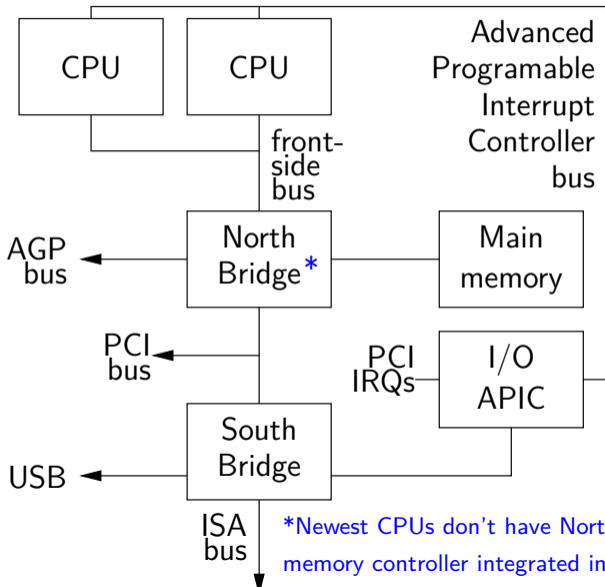 CPU
CPU
Advanced
Programable
Interrupt
Controller
bus
front-
side
bus
AGP
bus
North
Bridge*
Main
memory
PCI
bus
PCI
IRQs
I/O
APIC
South
Bridge
USB
ISA
bus
*Newest CPUs don't have Nort
memory controller integrated in